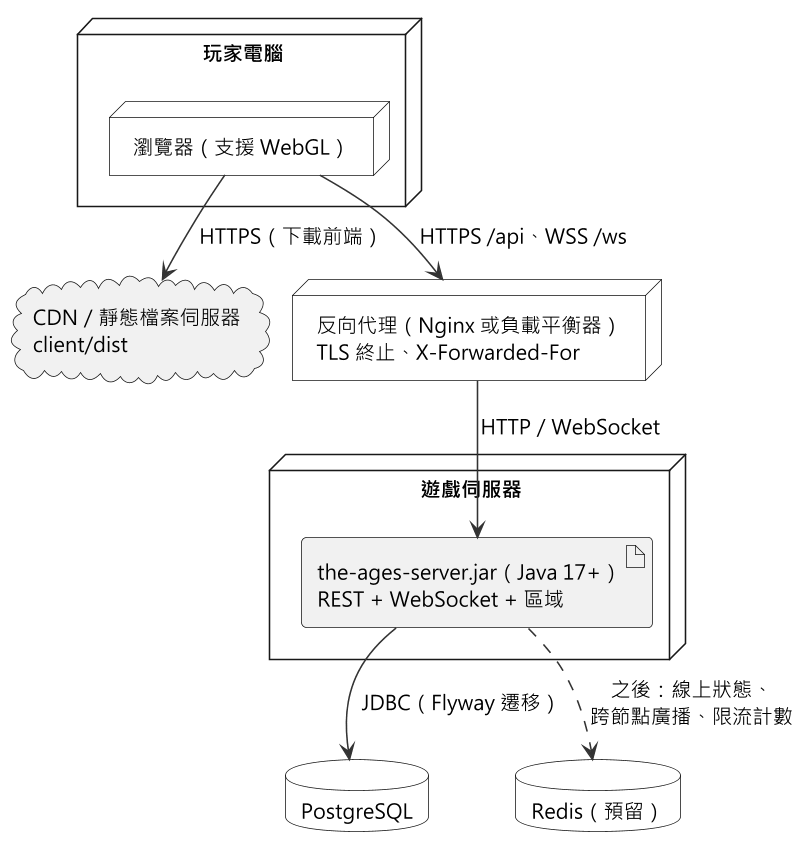 玩家電腦
瀏覽器（支援 WebGL）
HTTPS（下載前端）
HTTPS /api、WSS /ws
CDN / 靜態檔案伺服器
client/dist
反向代理（Nginx 或負載平衡器）
TLS 終止、X-Forwarded-For
HTTP / WebSocket
遊戲伺服器
the-ages-server.jar（Java 17+）
REST + WebSocket + 區域
JDBC（Flyway 遷移）
之後：線上狀態、
跨節點廣播、限流計數
PostgreSQL
Redis（預留）